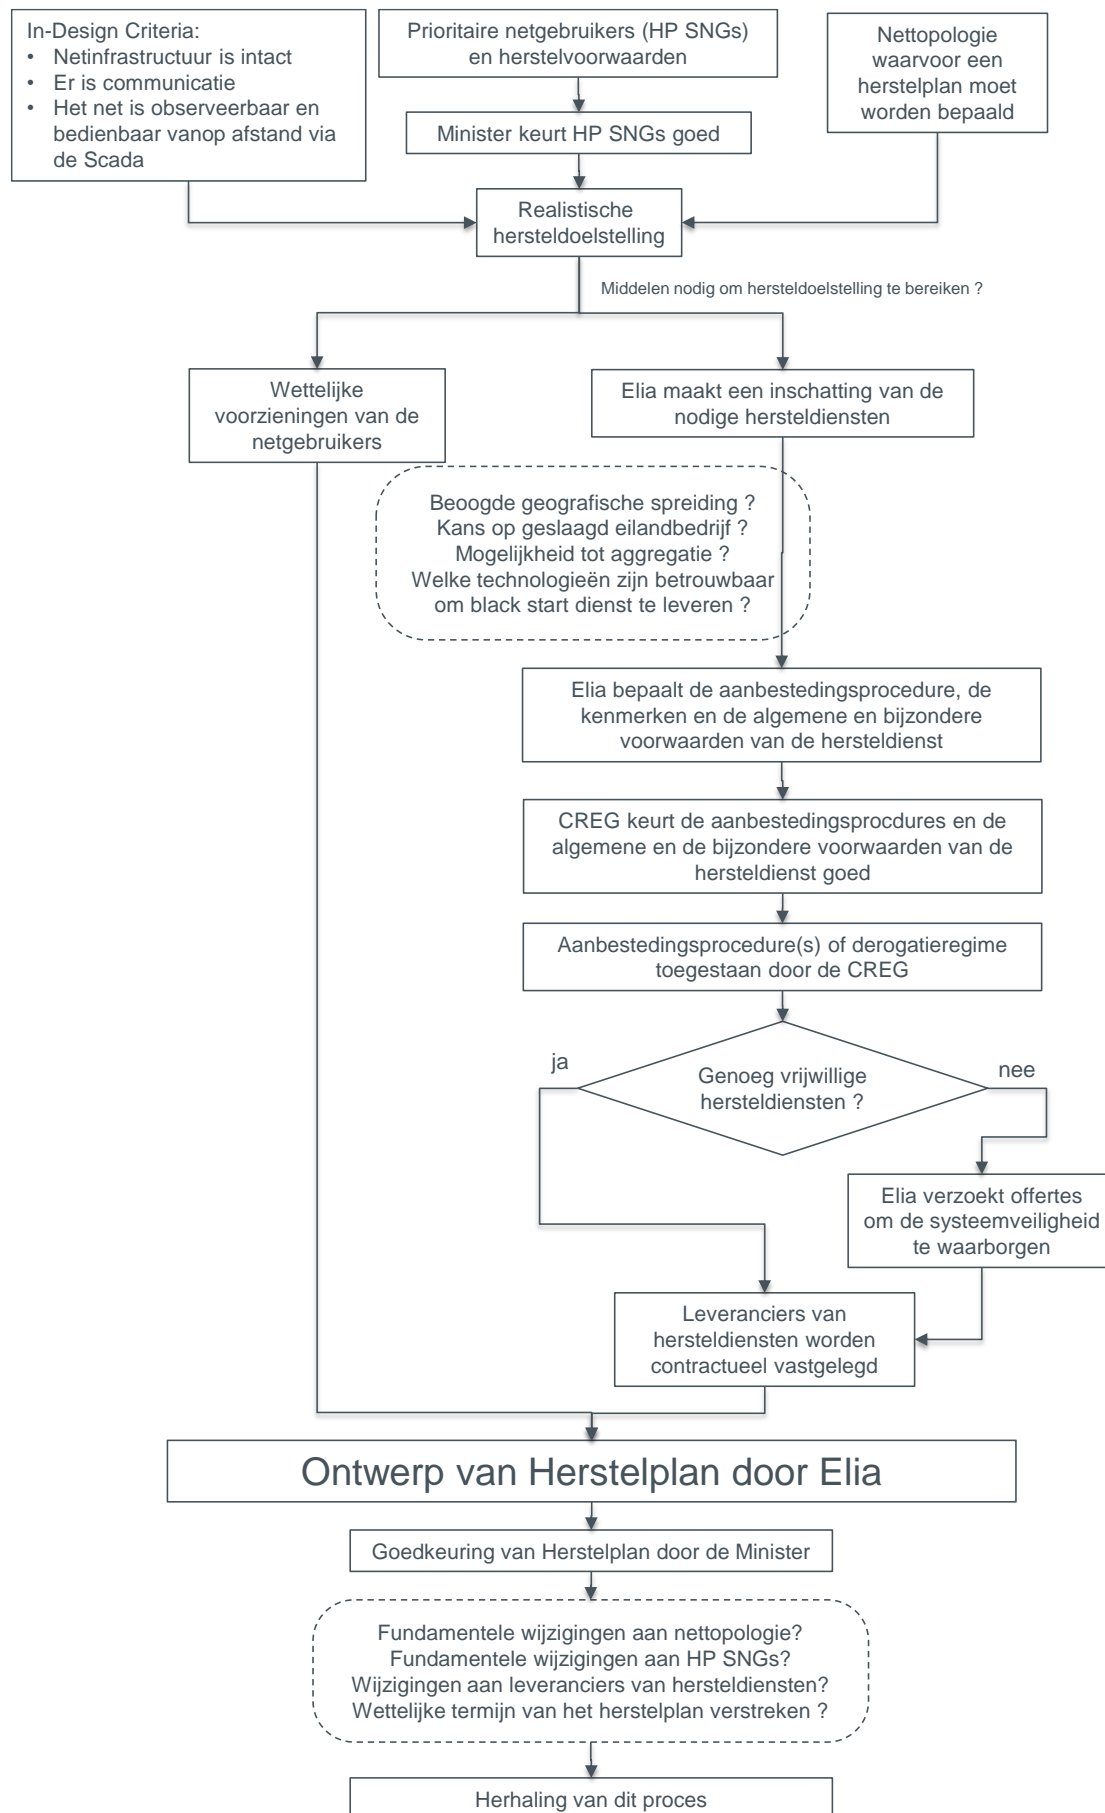 In-Design Criteria:
• Netinfrastructuur is intact
• Er is communicatie
• Het net is observeerbaar en
bedienbaar vanop afstand via
de Scada
Prioritaire netgebruikers (HP SNGs)
en herstelvoorwaarden
Nettopologie
waarvoor een
herstelplan moet
worden bepaald
Minister keurt HP SNGs goed
Realistische
hersteldoelstelling
Middelen nodig om hersteldoelstelling te bereiken ?
Wettelijke
voorzieningen van de
netgebruikers
Elia maakt een inschatting van de
nodige hersteldiensten
Beoogde geografische spreiding ?
Kans op geslaagd eilandbedrijf ?
Mogelijkheid tot aggregatie ?
Welke technologieën zijn betrouwbaar
om black start dienst te leveren ?
Elia bepaalt de aanbestedingsprocedure, de
kenmerken en de algemene en bijzondere
voorwaarden van de hersteldienst
CREG keurt de aanbestedingsprocdures en de
algemene en de bijzondere voorwaarden van de
hersteldienst goed
Aanbestedingsprocedure(s) of derogatieregime
toegestaan door de CREG
ja
Genoeg vrijwillige
hersteldiensten ?
nee
Elia verzoekt offertes
om de systeemveiligheid
te waarborgen
Leveranciers van
hersteldiensten worden
contractueel vastgelegd
Ontwerp van Herstelplan door Elia
Goedkeuring van Herstelplan door de Minister
Fundamentele wijzigingen aan nettopologie?
Fundamentele wijzigingen aan HP SNGs?
Wijzigingen aan leveranciers van hersteldiensten?
Wettelijke termijn van het herstelplan verstreken ?
Herhaling van dit proces